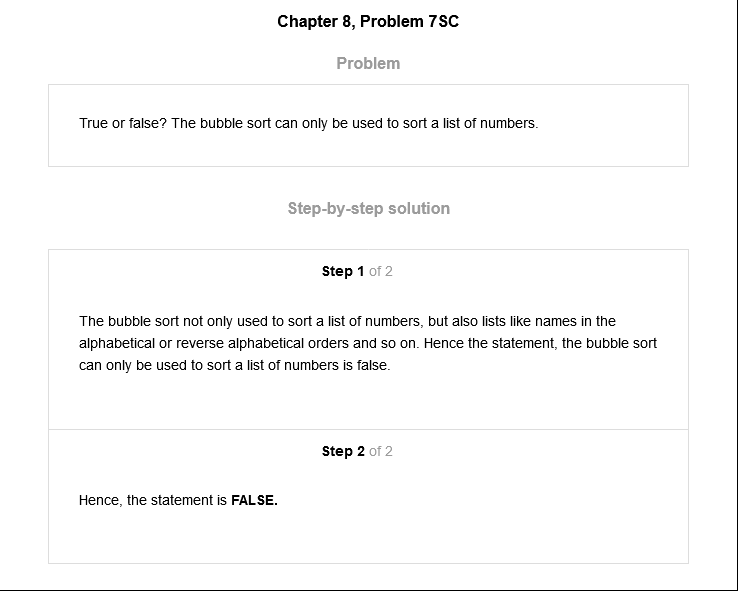 Chapter 8, Problem 7SC
Problem
True or false? The bubble sort can only be used to sort a list of numbers.
Step-by-step solution
Step 1 of 2
The bubble sort not only used to sort a list of numbers, but also lists like names in the
alphabetical or reverse alphabetical orders and so on. Hence the statement, the bubble sort
can only be used to sort a list of numbers is false.
Step 2 of 2
Hence, the statement is FALSE.